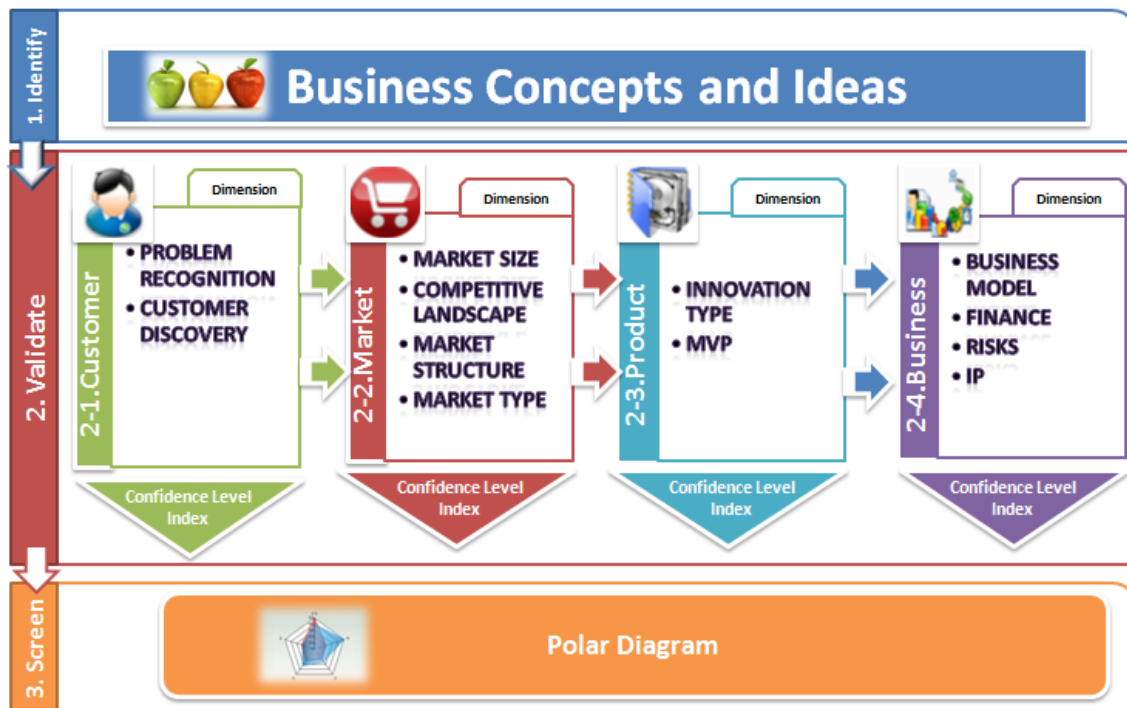 1. Identify
Business Concepts and Ideas
2. Validate
2-1.Customer
Dimension
• PROBLEM
RECOGNITION
• CUSTOMER
DISCOVERY
Confidence Level
Index
2-2.Market
Dimension
• MARKET SIZE
• COMPETITIVE
LANDSCAPE
• MARKET
STRUCTURE
• MARKET TYPE
Confidence Level
Index
2-3.Product
Dimension
• INNOVATION
TYPE
• MVP
Confidence Level
Index
2-4.Business
Dimension
• BUSINESS
MODEL
• FINANCE
• RISKS
• IP
Confidence Level
Index
3. Screen
Polar Diagram